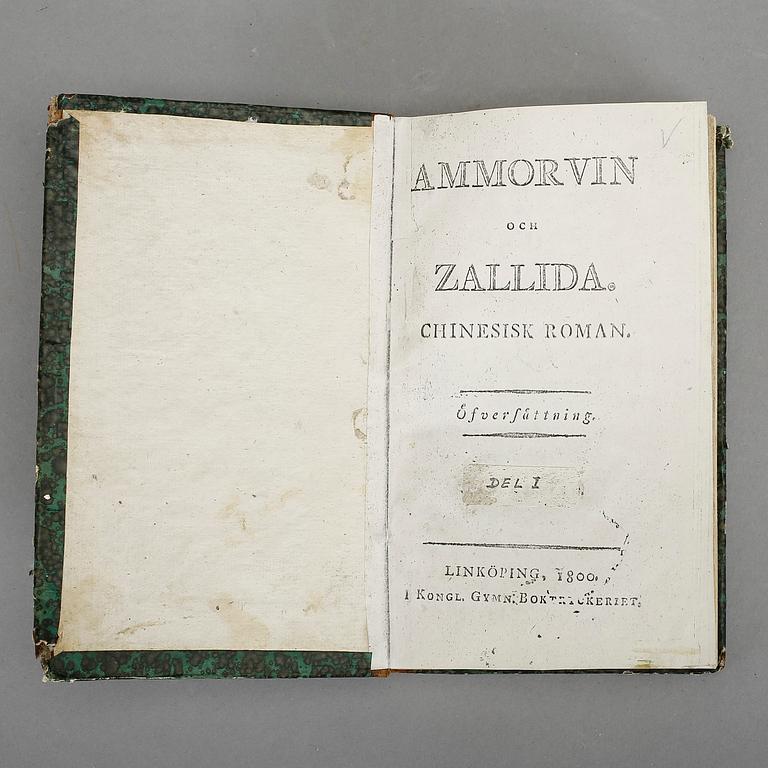 AMMORVIN
OCH
ZALLIDA.
CHINESISK ROMAN.
Öfverſättning.
DEL I
LINKÖPING, 1800.
I KONGL. GYMN. BOKTRYCKERIET.